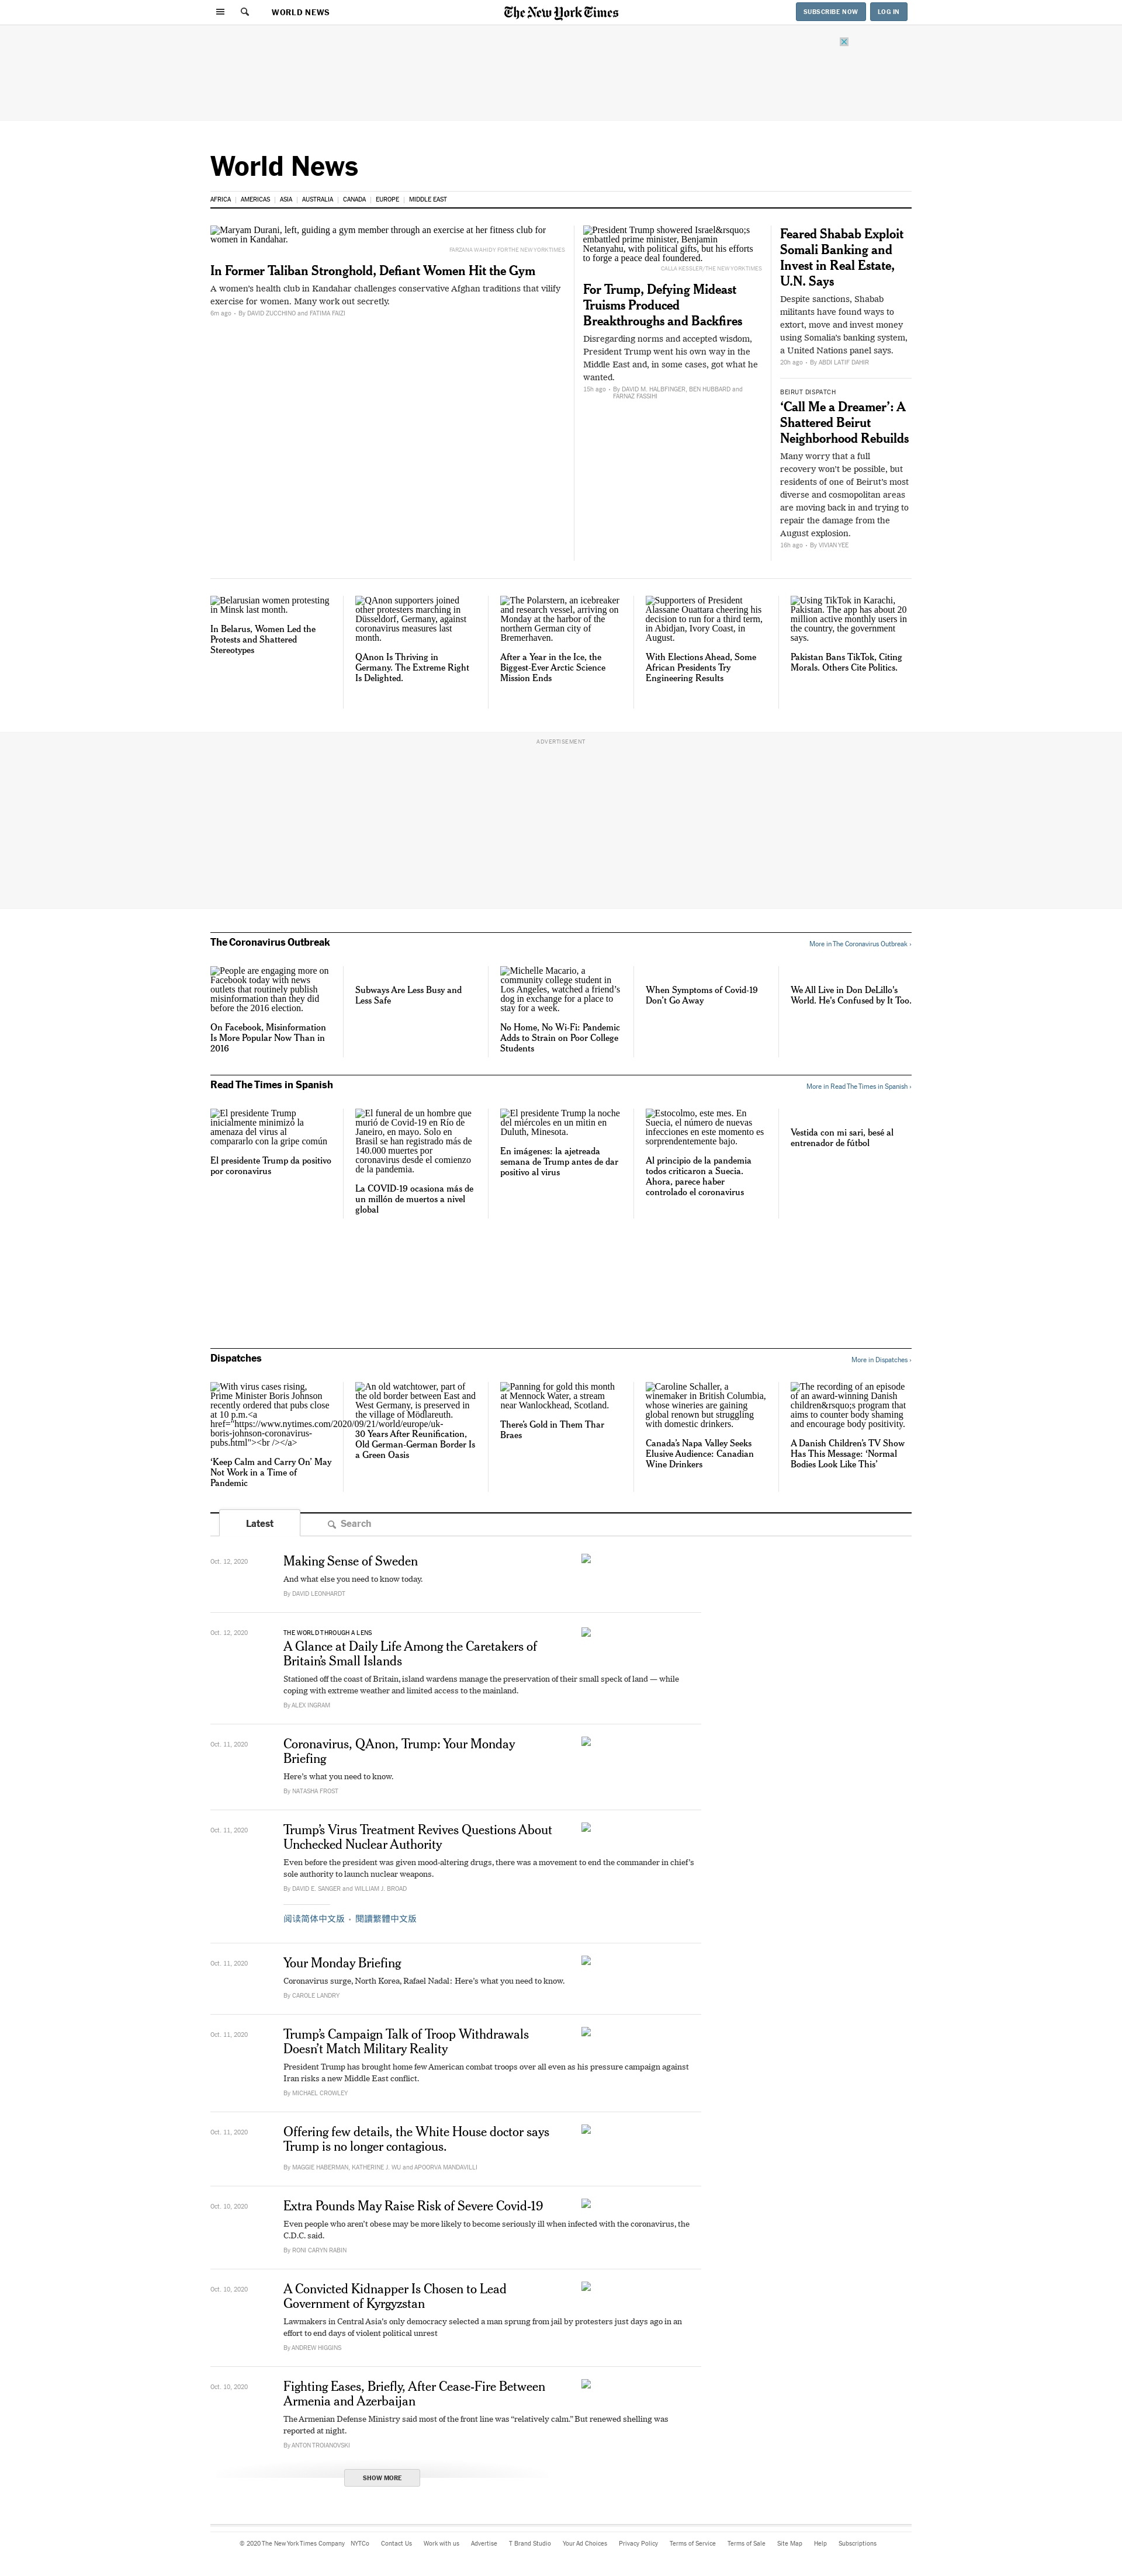 WORLD NEWS
The New York Times
SUBSCRIBE NOW
LOG IN
World News
AFRICA
AMERICAS
ASIA
AUSTRALIA
CANADA
EUROPE
MIDDLE EAST
Maryam Durani, left, guiding a gym member through an exercise at her fitness club for
women in Kandahar.
FARZANA WAHIDY FOR THE NEW YORK TIMES
In Former Taliban Stronghold, Defiant Women Hit the Gym
A women’s health club in Kandahar challenges conservative Afghan traditions that vilify
exercise for women. Many work out secretly.
6m ago - By DAVID ZUCCHINO and FATIMA FAIZI
President Trump showered Israel&rsquo;s
embattled prime minister, Benjamin
Netanyahu, with political gifts, but his efforts
to forge a peace deal foundered.
CALLA KESSLER/THE NEW YORK TIMES
For Trump, Defying Mideast
Truisms Produced
Breakthroughs and Backfires
Disregarding norms and accepted wisdom,
President Trump went his own way in the
Middle East and, in some cases, got what he
wanted.
15h ago - By DAVID M. HALBFINGER, BEN HUBBARD and
FARNAZ FASSIHI
Feared Shabab Exploit
Somali Banking and
Invest in Real Estate,
U.N. Says
Despite sanctions, Shabab
militants have found ways to
extort, move and invest money
using Somalia’s banking system,
a United Nations panel says.
20h ago - By ABDI LATIF DAHIR
BEIRUT DISPATCH
‘Call Me a Dreamer’: A
Shattered Beirut
Neighborhood Rebuilds
Many worry that a full
recovery won’t be possible, but
residents of one of Beirut’s most
diverse and cosmopolitan areas
are moving back in and trying to
repair the damage from the
August explosion.
16h ago - By VIVIAN YEE
Belarusian women protesting
in Minsk last month.
In Belarus, Women Led the
Protests and Shattered
Stereotypes
QAnon supporters joined
other protesters marching in
Düsseldorf, Germany, against
coronavirus measures last
month.
QAnon Is Thriving in
Germany. The Extreme Right
Is Delighted.
The Polarstern, an icebreaker
and research vessel, arriving on
Monday at the harbor of the
northern German city of
Bremerhaven.
After a Year in the Ice, the
Biggest-Ever Arctic Science
Mission Ends
Supporters of President
Alassane Ouattara cheering his
decision to run for a third term,
in Abidjan, Ivory Coast, in
August.
With Elections Ahead, Some
African Presidents Try
Engineering Results
Using TikTok in Karachi,
Pakistan. The app has about 20
million active monthly users in
the country, the government
says.
Pakistan Bans TikTok, Citing
Morals. Others Cite Politics.
ADVERTISEMENT
The Coronavirus Outbreak
More in The Coronavirus Outbreak ›
People are engaging more on
Facebook today with news
outlets that routinely publish
misinformation than they did
before the 2016 election.
On Facebook, Misinformation
Is More Popular Now Than in
2016
Subways Are Less Busy and
Less Safe
Michelle Macario, a
community college student in
Los Angeles, watched a friend’s
dog in exchange for a place to
stay for a week.
No Home, No Wi-Fi: Pandemic
Adds to Strain on Poor College
Students
When Symptoms of Covid-19
Don’t Go Away
We All Live in Don DeLillo’s
World. He’s Confused by It Too.
Read The Times in Spanish
More in Read The Times in Spanish ›
El presidente Trump
inicialmente minimizó la
amenaza del virus al
compararlo con la gripe común
El presidente Trump da positivo
por coronavirus
El funeral de un hombre que
murió de Covid-19 en Río de
Janeiro, en mayo. Solo en
Brasil se han registrado más de
140.000 muertes por
coronavirus desde el comienzo
de la pandemia.
La COVID-19 ocasiona más de
un millón de muertos a nivel
global
El presidente Trump la noche
del miércoles en un mitin en
Duluth, Minesota.
En imágenes: la ajetreada
semana de Trump antes de dar
positivo al virus
Estocolmo, este mes. En
Suecia, el número de nuevas
infecciones en este momento es
sorprendentemente bajo.
Al principio de la pandemia
todos criticaron a Suecia.
Ahora, parece haber
controlado el coronavirus
Vestida con mi sari, besé al
entrenador de fútbol
Dispatches
More in Dispatches ›
With virus cases rising,
Prime Minister Boris Johnson
recently ordered that pubs close
at 10 p.m.<a
href="https://www.nytimes.com/2020/09/21/world/europe/uk-
boris-johnson-coronavirus-
pubs.html"><br /></a>
‘Keep Calm and Carry On’ May
Not Work in a Time of
Pandemic
An old watchtower, part of
the old border between East and
West Germany, is preserved in
the village of Mödlareuth.
30 Years After Reunification,
Old German-German Border Is
a Green Oasis
Panning for gold this month
at Mennock Water, a stream
near Wanlockhead, Scotland.
There’s Gold in Them Thar
Braes
Caroline Schaller, a
winemaker in British Columbia,
whose wineries are gaining
global renown but struggling
with domestic drinkers.
Canada’s Napa Valley Seeks
Elusive Audience: Canadian
Wine Drinkers
The recording of an episode
of an award-winning Danish
children&rsquo;s program that
aims to counter body shaming
and encourage body positivity.
A Danish Children’s TV Show
Has This Message: ‘Normal
Bodies Look Like This’
Latest
Search
Oct. 12, 2020
Making Sense of Sweden
And what else you need to know today.
By DAVID LEONHARDT
Oct. 12, 2020
THE WORLD THROUGH A LENS
A Glance at Daily Life Among the Caretakers of
Britain’s Small Islands
Stationed off the coast of Britain, island wardens manage the preservation of their small speck of land — while
coping with extreme weather and limited access to the mainland.
By ALEX INGRAM
Oct. 11, 2020
Coronavirus, QAnon, Trump: Your Monday
Briefing
Here’s what you need to know.
By NATASHA FROST
Oct. 11, 2020
Trump’s Virus Treatment Revives Questions About
Unchecked Nuclear Authority
Even before the president was given mood-altering drugs, there was a movement to end the commander in chief’s
sole authority to launch nuclear weapons.
By DAVID E. SANGER and WILLIAM J. BROAD
阅读简体中文版 - 閱讀繁體中文版
Oct. 11, 2020
Your Monday Briefing
Coronavirus surge, North Korea, Rafael Nadal: Here’s what you need to know.
By CAROLE LANDRY
Oct. 11, 2020
Trump’s Campaign Talk of Troop Withdrawals
Doesn’t Match Military Reality
President Trump has brought home few American combat troops over all even as his pressure campaign against
Iran risks a new Middle East conflict.
By MICHAEL CROWLEY
Oct. 11, 2020
Offering few details, the White House doctor says
Trump is no longer contagious.
By MAGGIE HABERMAN, KATHERINE J. WU and APOORVA MANDAVILLI
Oct. 10, 2020
Extra Pounds May Raise Risk of Severe Covid-19
Even people who aren’t obese may be more likely to become seriously ill when infected with the coronavirus, the
C.D.C. said.
By RONI CARYN RABIN
Oct. 10, 2020
A Convicted Kidnapper Is Chosen to Lead
Government of Kyrgyzstan
Lawmakers in Central Asia’s only democracy selected a man sprung from jail by protesters just days ago in an
effort to end days of violent political unrest
By ANDREW HIGGINS
Oct. 10, 2020
Fighting Eases, Briefly, After Cease-Fire Between
Armenia and Azerbaijan
The Armenian Defense Ministry said most of the front line was “relatively calm.” But renewed shelling was
reported at night.
By ANTON TROIANOVSKI
SHOW MORE
© 2020 The New York Times Company
NYTCo
Contact Us
Work with us
Advertise
T Brand Studio
Your Ad Choices
Privacy Policy
Terms of Service
Terms of Sale
Site Map
Help
Subscriptions